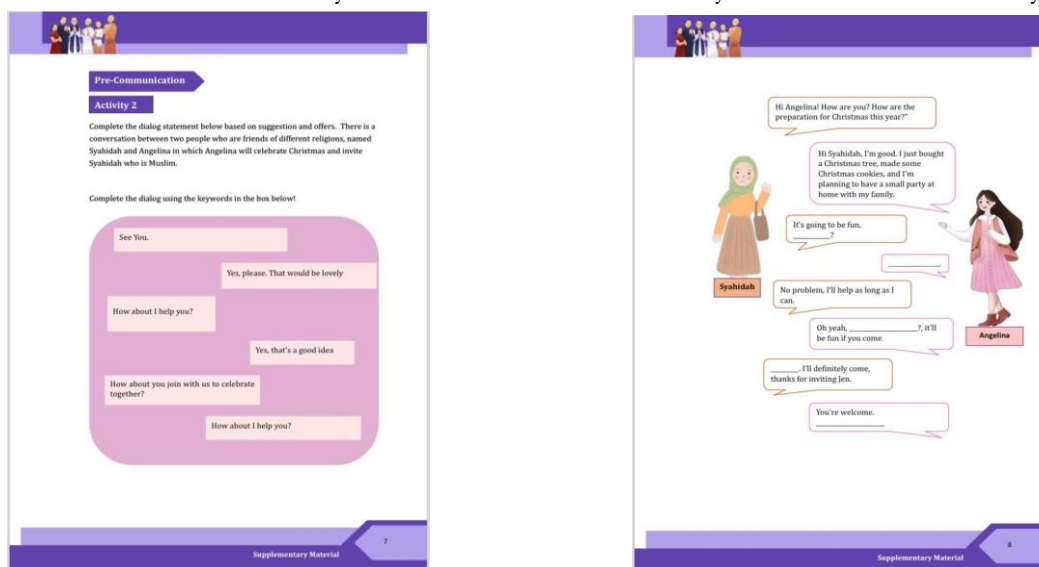 Pre-Communication
Activity 2
Complete the dialog statement below based on suggestion and offers. There is a
conversation between two people who are friends of different religions, named
Syahidah and Angelina in which Angelina will celebrate Christmas and invite
Syahidah who is Muslim.
Complete the dialog using the keywords in the box below!
See You.
Yes, please. That would be lovely
How about I help you?
Yes, that's a good idea
How about you join with us to celebrate
together?
How about I help you?
7
Supplementary Material
Hi Angelina! How are you? How are the
preparation for Christmas this year?"
Hi Syahidah, I'm good. I just bought
a Christmas tree, made some
Christmas cookies, and I'm
planning to have a small party at
home with my family.
It's going to be fun,
__________?
______________.
Syahidah
No problem, I'll help as long as I
can.
Oh yeah, __________________?, it'll
be fun if you come.
Angelina
________. I'll definitely come,
thanks for inviting Jen.
You're welcome.
__________________
8
Supplementary Material